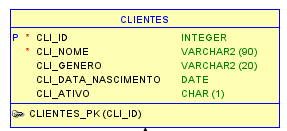 CLIENTES
P * CLI_ID INTEGER
* CLI_NOME VARCHAR2 (90)
CLI_GENERO VARCHAR2 (20)
CLI_DATA_NASCIMENTO DATE
CLI_ATIVO CHAR (1)
CLIENTES_PK (CLI_ID)